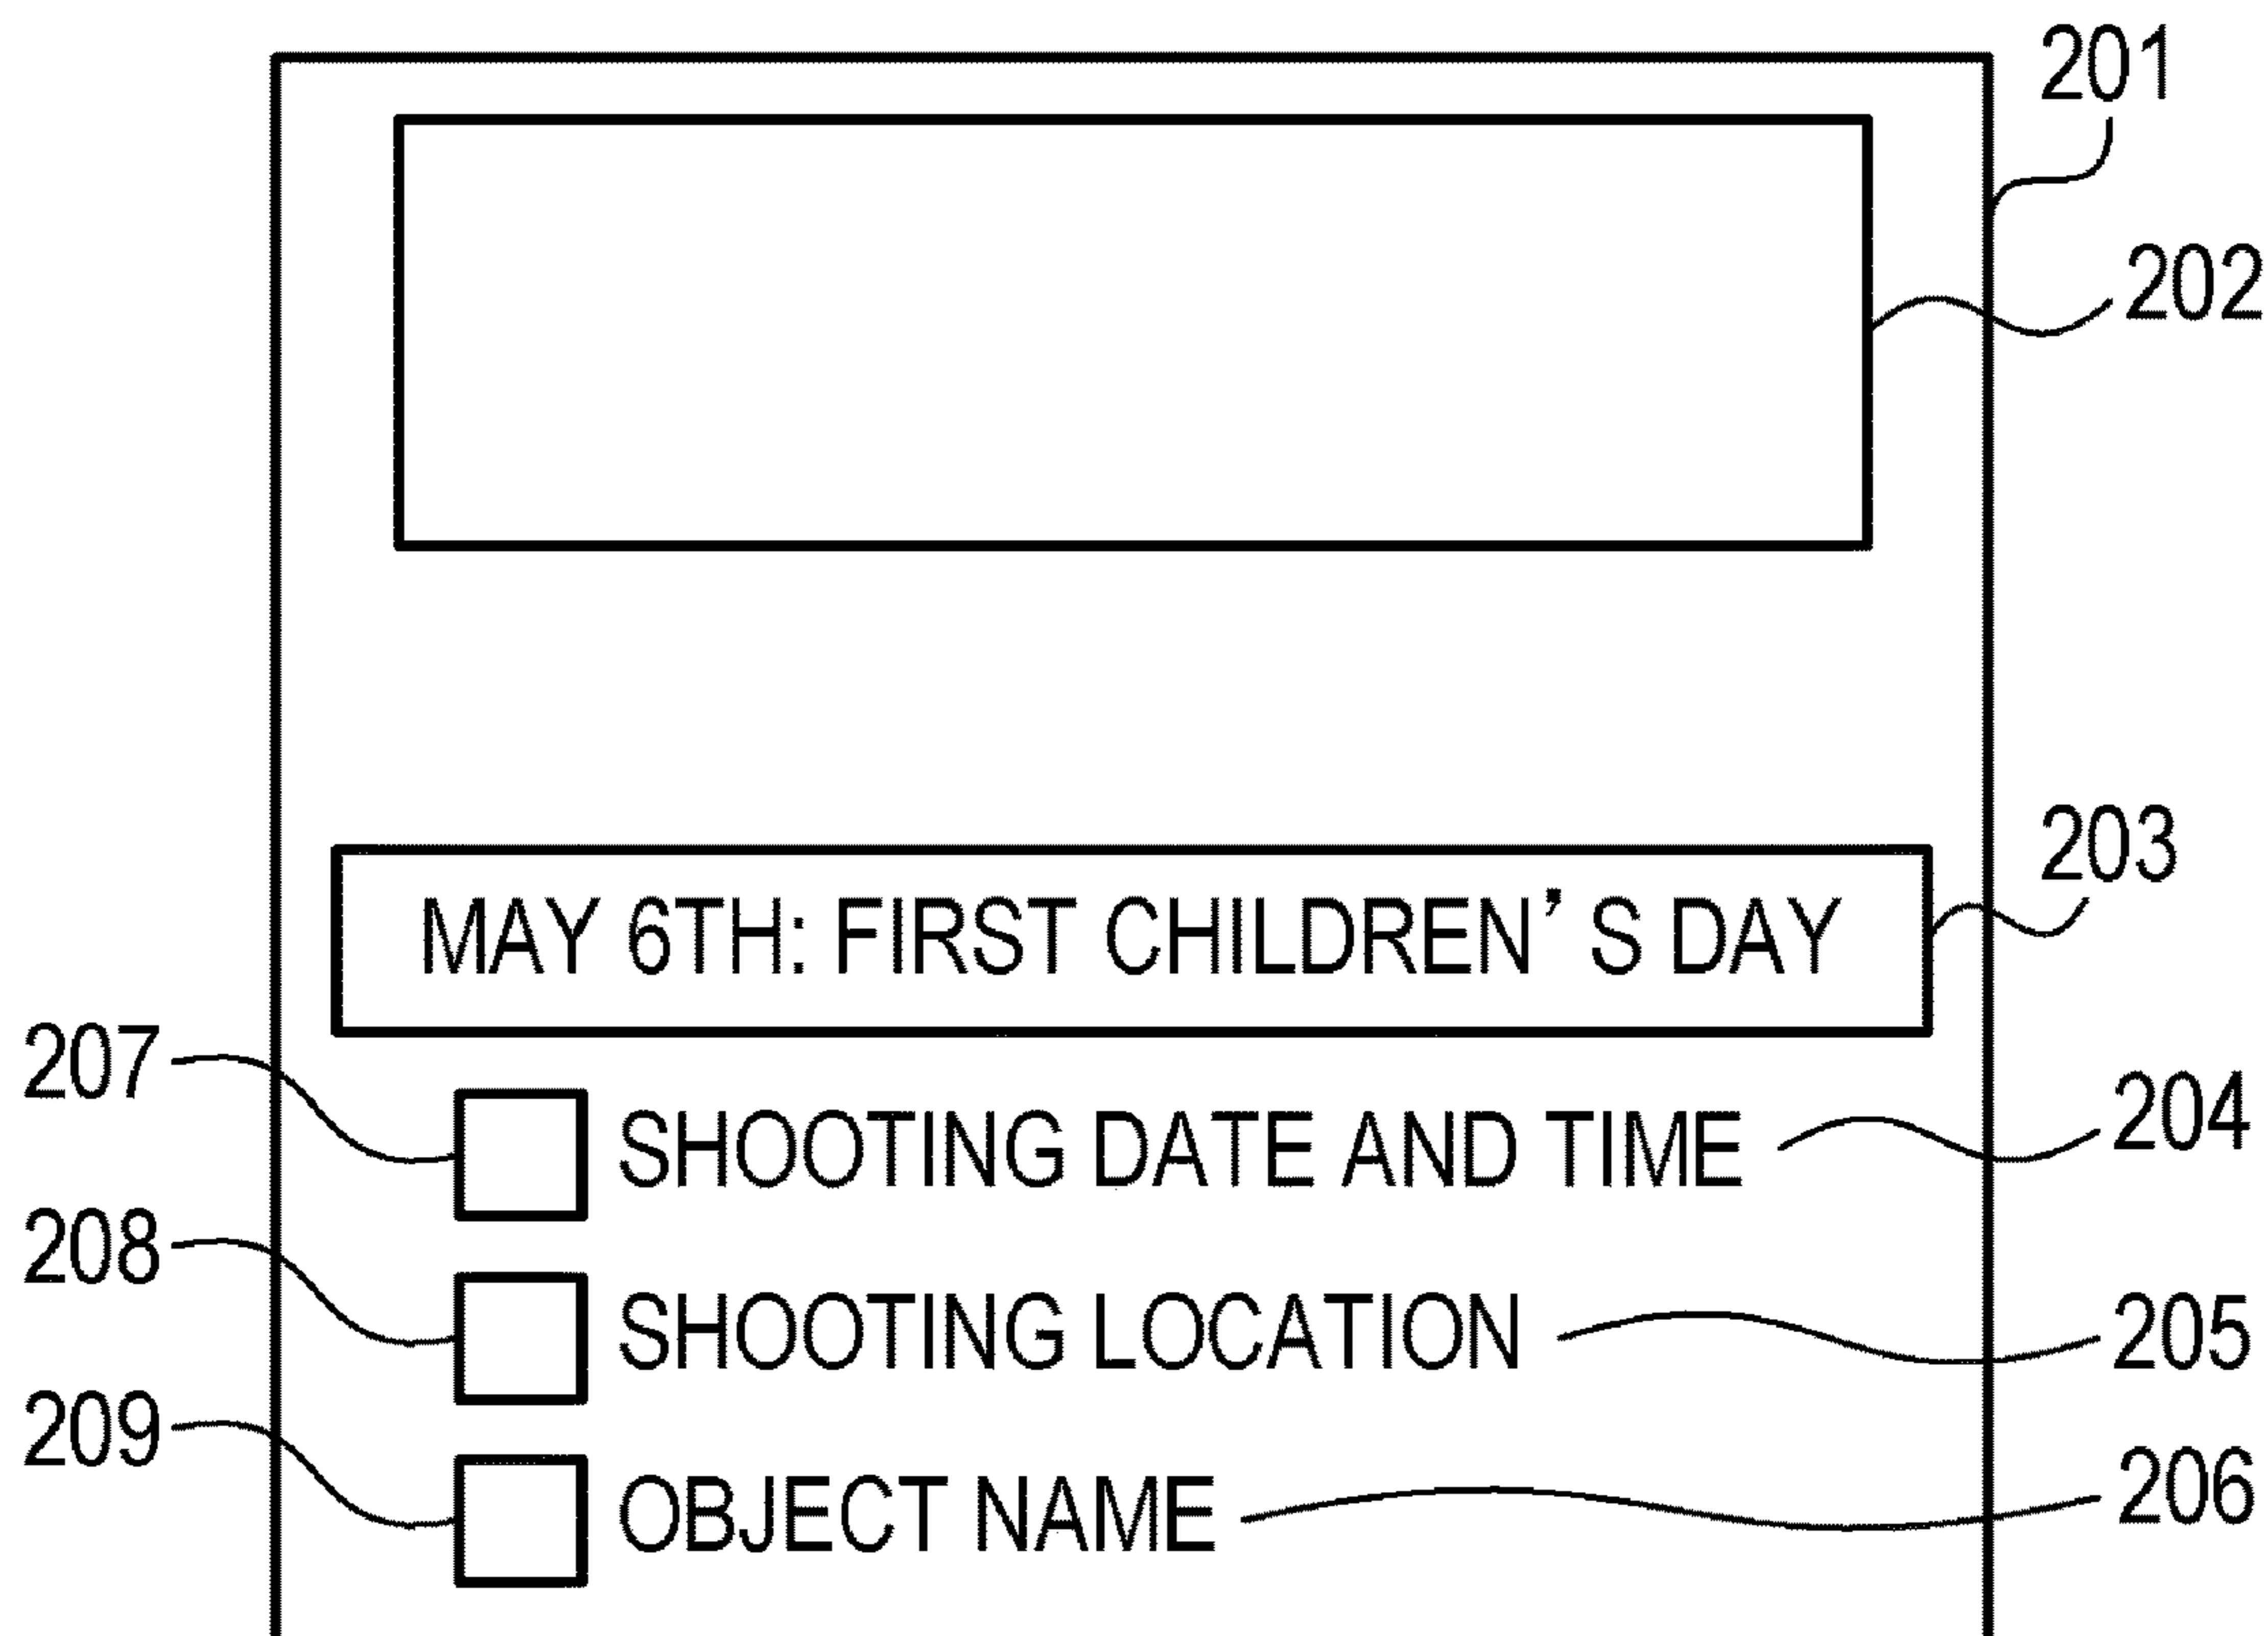 201
202
203
MAY 6TH: FIRST CHILDREN’S DAY
207
SHOOTING DATE AND TIME
204
208
SHOOTING LOCATION
205
209
OBJECT NAME
206